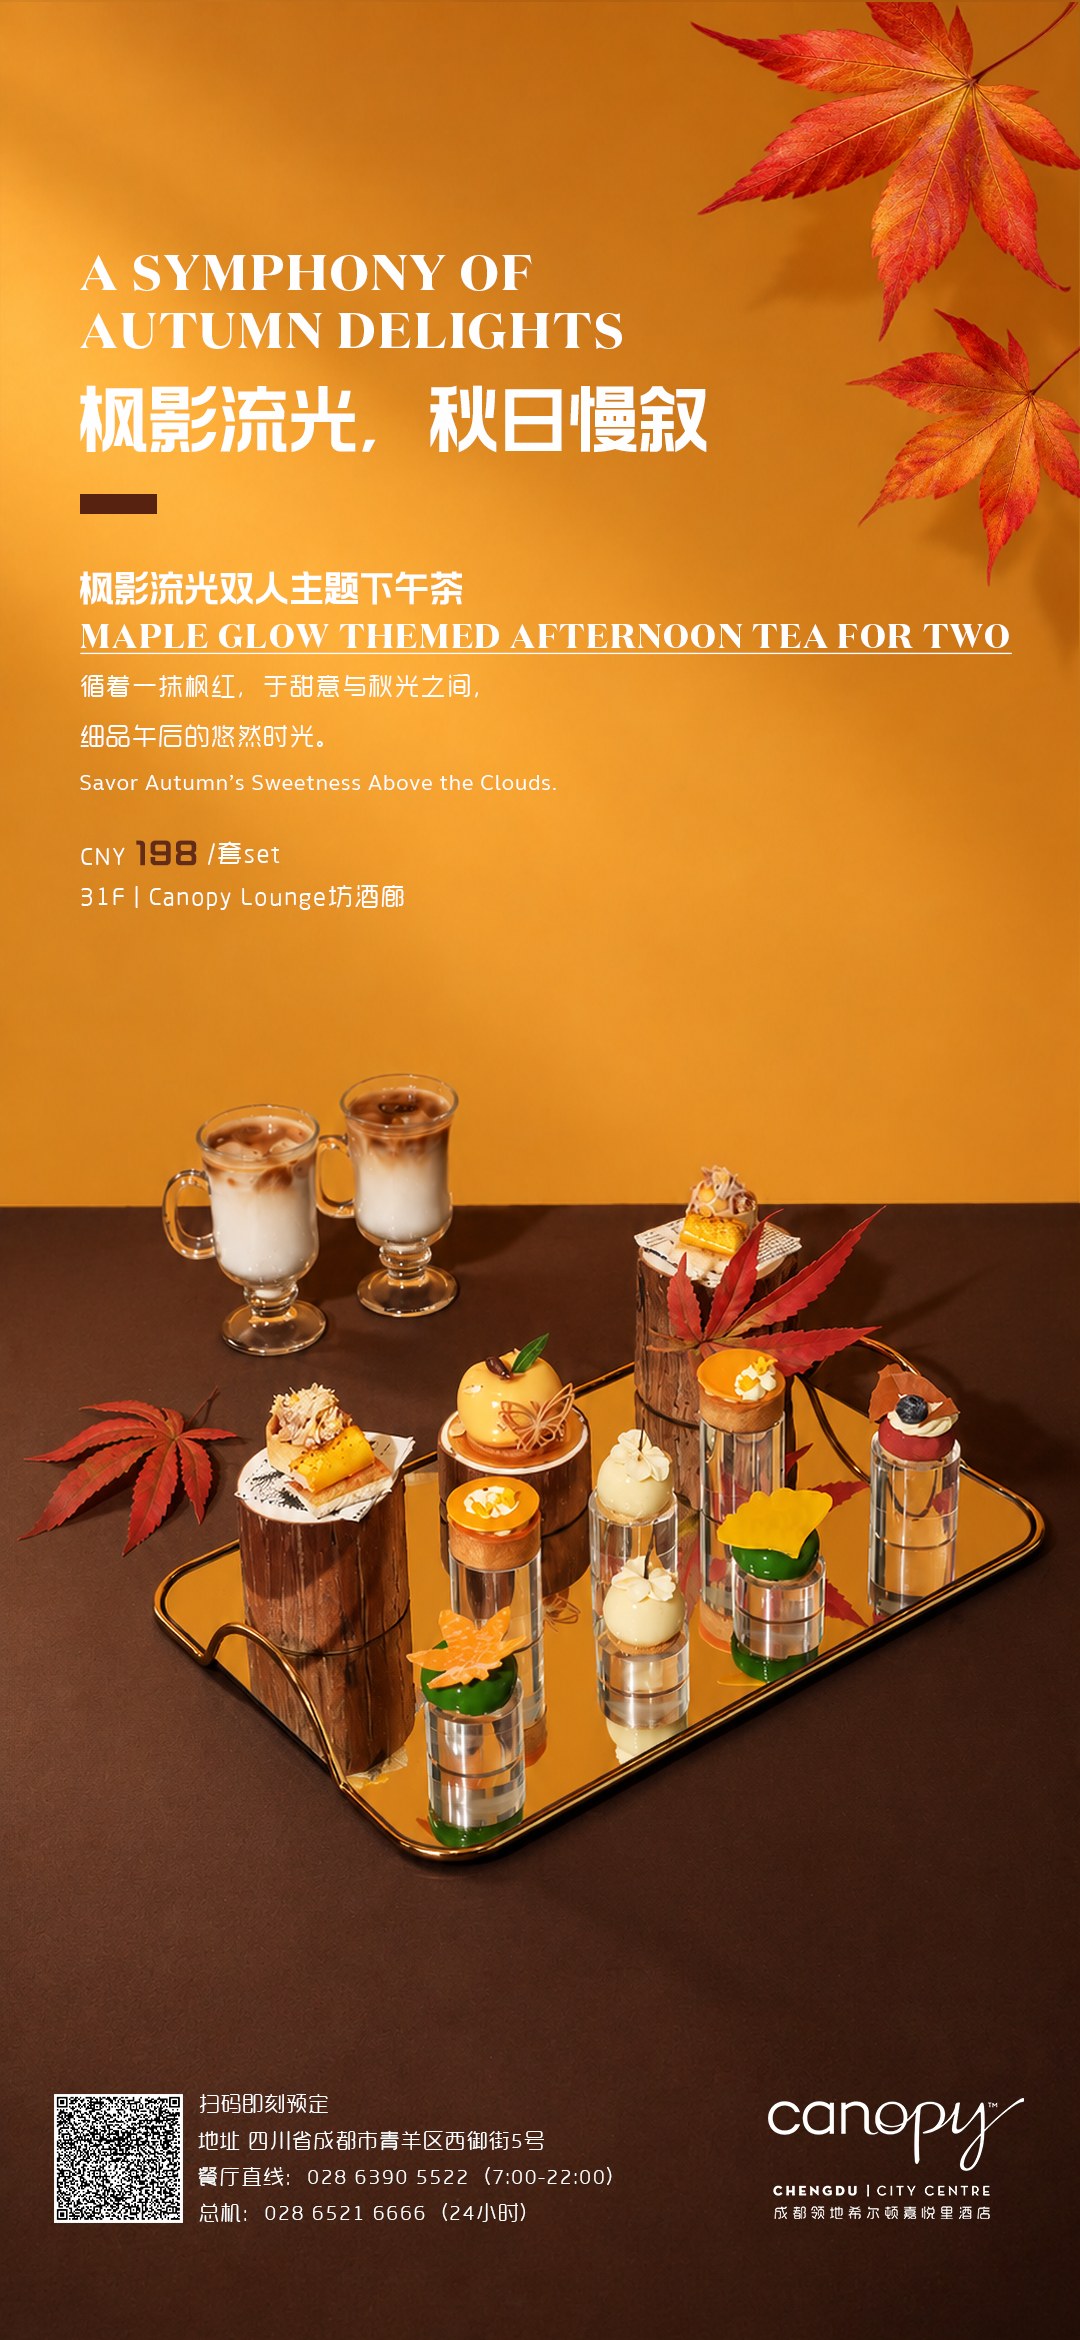 A SYMPHONY OF
AUTUMN DELIGHTS
枫影流光，秋日慢叙
枫影流光双人主题下午茶
MAPLE GLOW THEMED AFTERNOON TEA FOR TWO
循着一抹枫红，于甜意与秋光之间，
细品午后的悠然时光。
Savor Autumn’s Sweetness Above the Clouds.
CNY 198 /套set
31F | Canopy Lounge坊酒廊
扫码即刻预定
地址 四川省成都市青羊区西御街5号
餐厅直线：028 6390 5522（7:00-22:00）
总机：028 6521 6666（24小时）
canopy™
CHENGDU | CITY CENTRE
成都领地希尔顿嘉悦里酒店